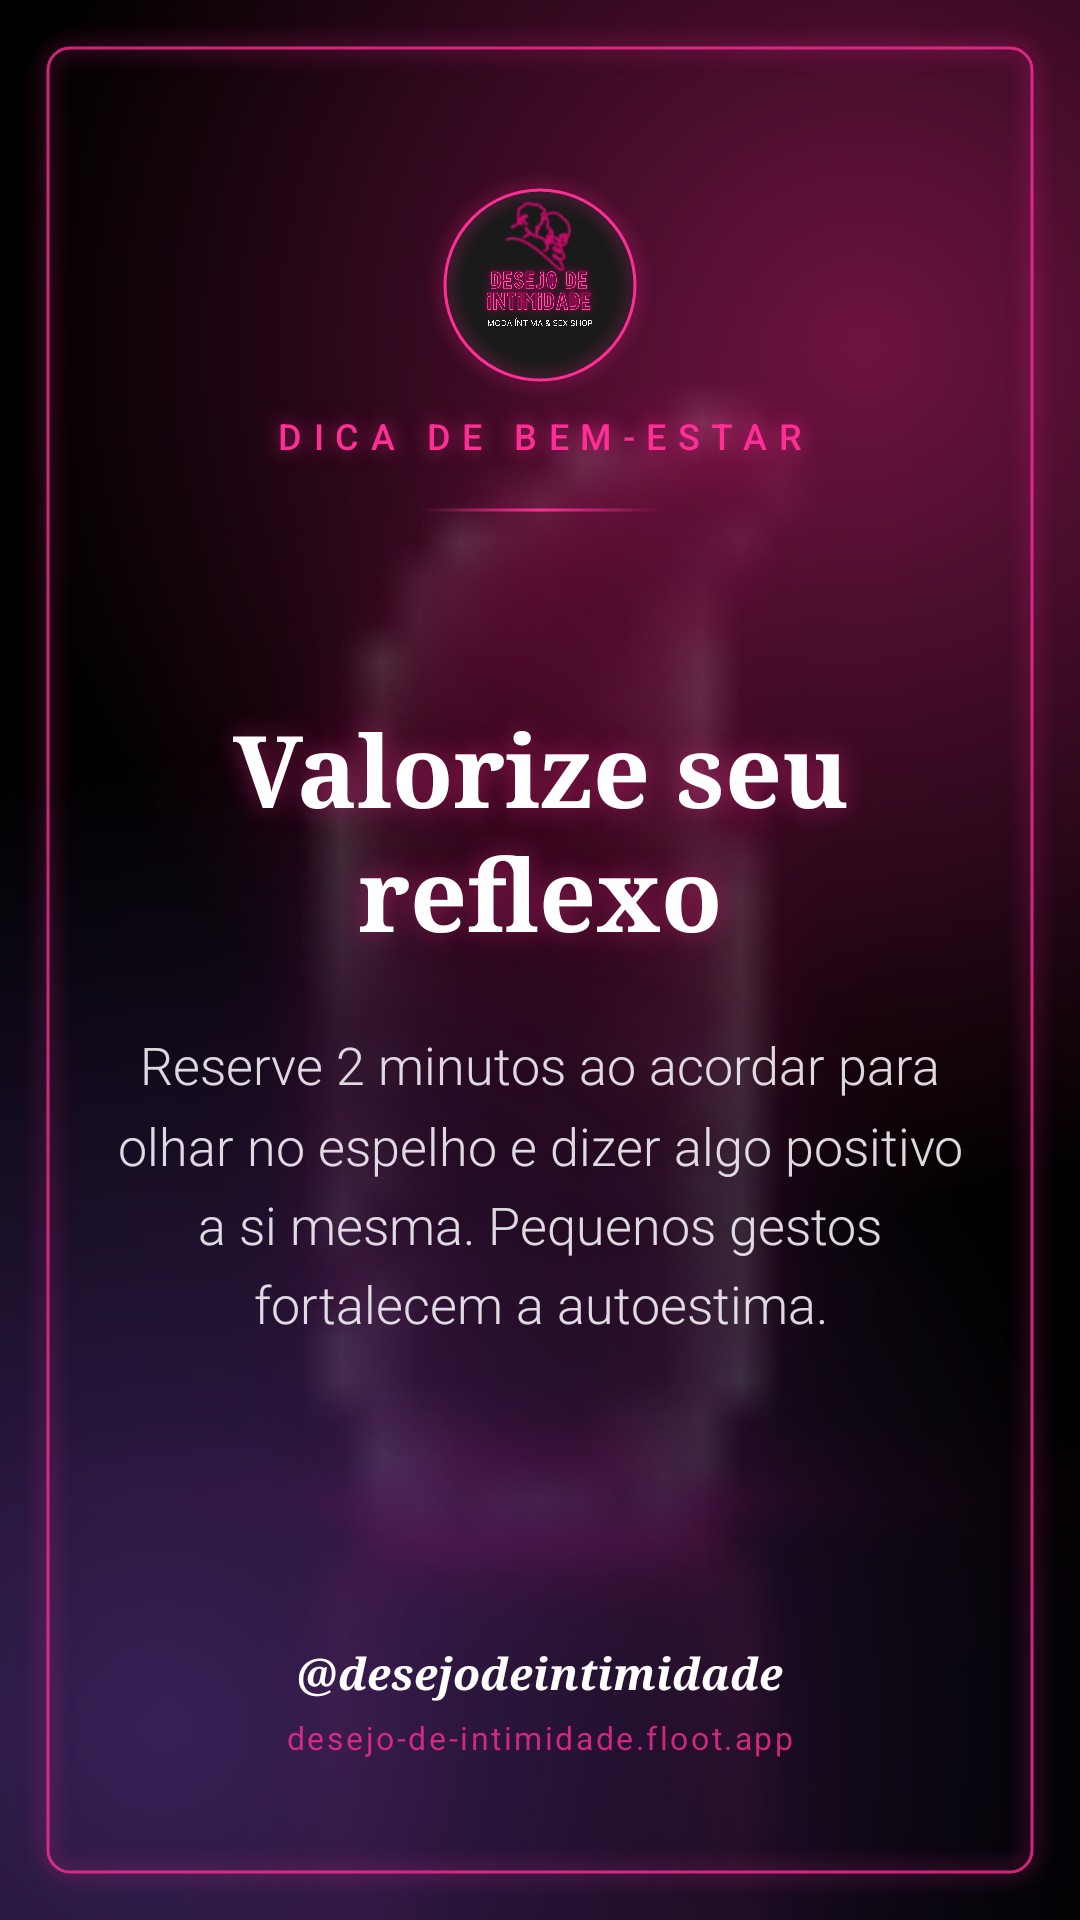 DESEJO DE
INTIMIDADE
MODA ÍNTIMA & SEX SHOP
DICA DE BEM-ESTAR
Valorize seu
reflexo
Reserve 2 minutos ao acordar para
olhar no espelho e dizer algo positivo
a si mesma. Pequenos gestos
fortalecem a autoestima.
@desejodeintimidade
desejo-de-intimidade.floot.app